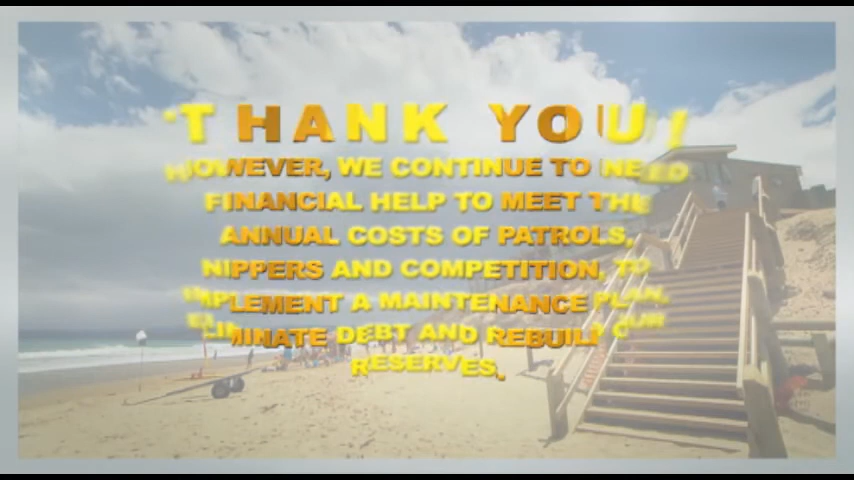 THANK YOU!
HOWEVER, WE CONTINUE TO NEED
FINANCIAL HELP TO MEET THE
ANNUAL COSTS OF PATROLS,
NIPPERS AND COMPETITION, TO
IMPLEMENT A MAINTENANCE PLAN,
ELIMINATE DEBT AND REBUILD OUR
RESERVES.